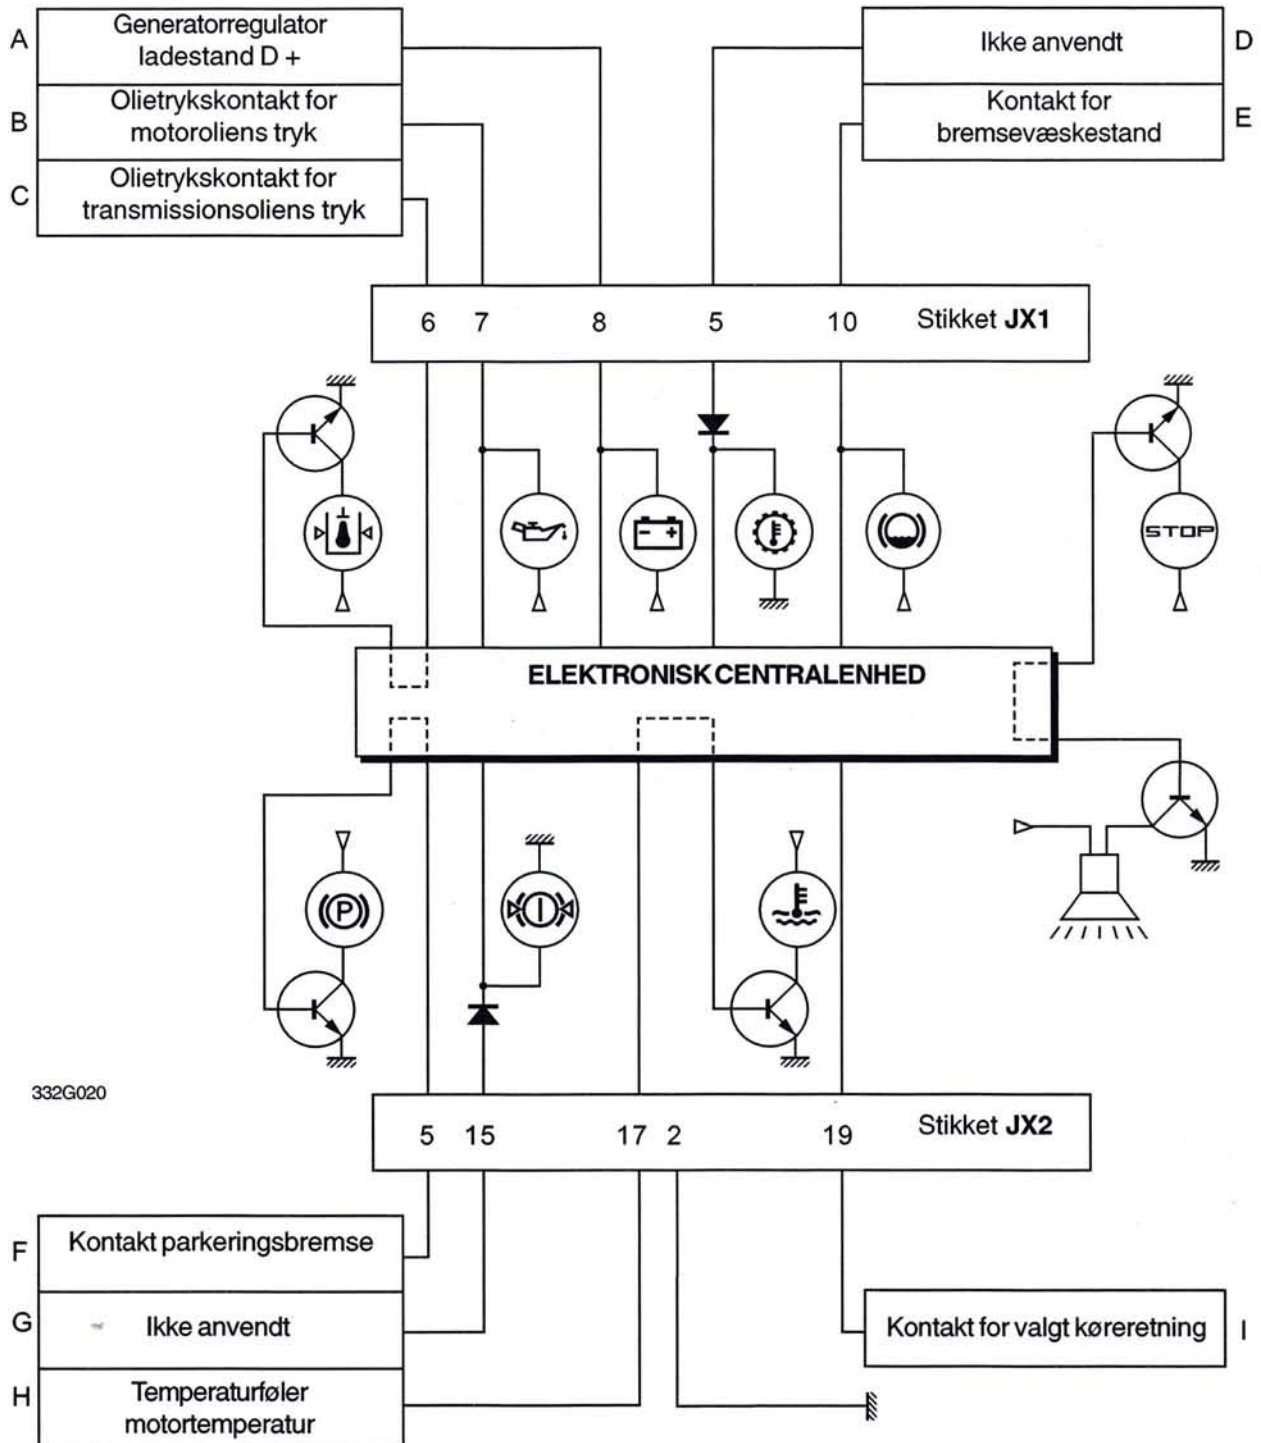 A
Generatorregulator
ladestand D +
B
Olietrykskontakt for
motoroliens tryk
C
Olietrykskontakt for
transmissionsoliens tryk
Ikke anvendt
D
Kontakt for
bremsevæskestand
E
6 7 8 5 10 Stikket JX1
STOP
ELEKTRONISK CENTRALENHED
P
332G020
5 15 17 2 19 Stikket JX2
F
Kontakt parkeringsbremse
G
Ikke anvendt
H
Temperaturføler
motortemperatur
Kontakt for valgt køreretning
I